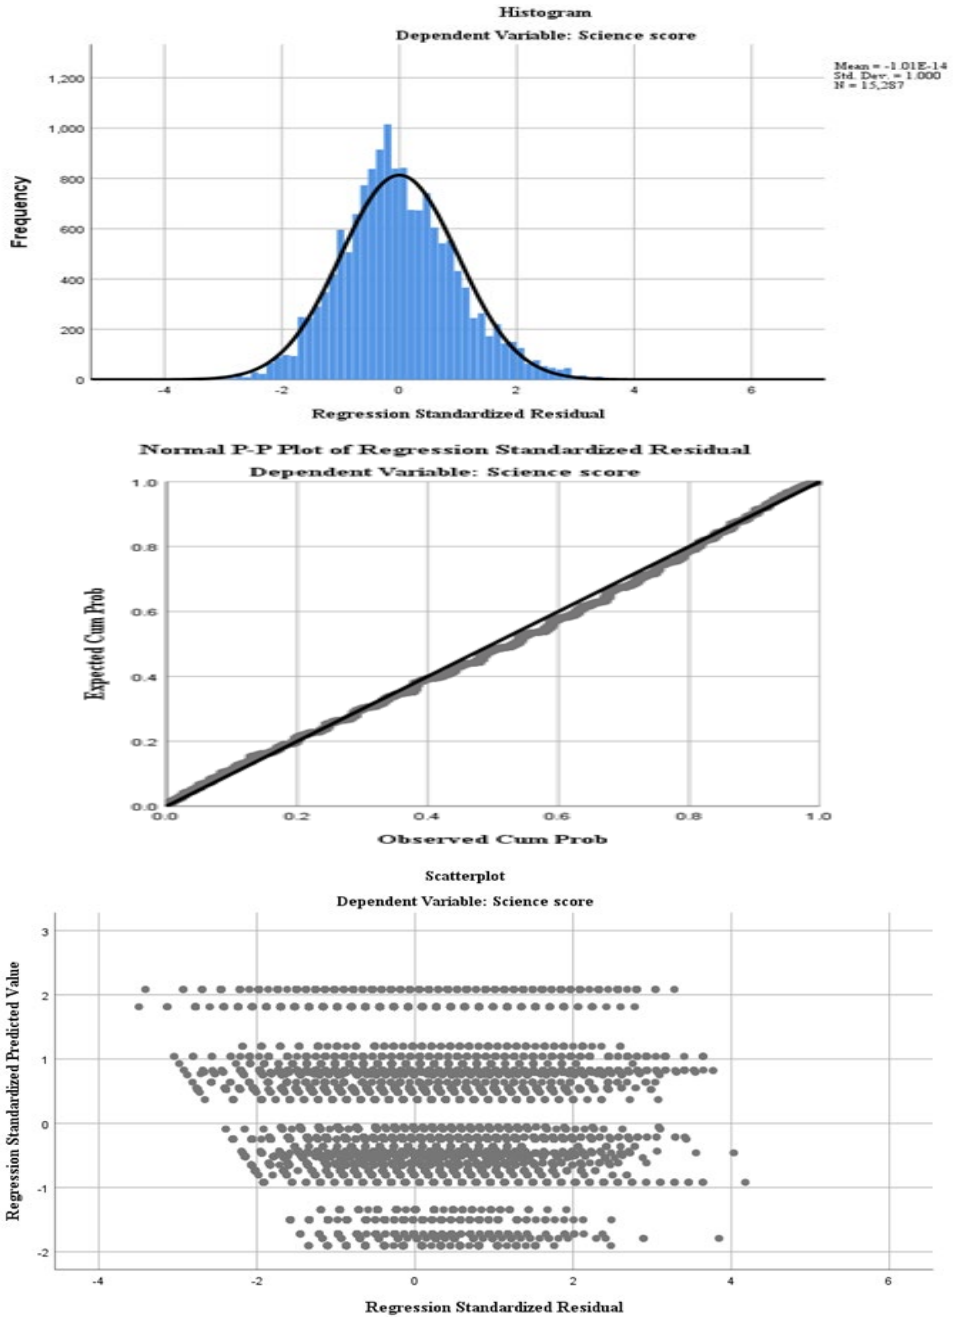 Histogram
Dependent Variable: Science score
Mean = -1.01E-14
Std. Dev. = 1.000
N = 15,287
Frequency
1,200
1,000
800
600
400
200
0
-4 -2 0 2 4 6
Regression Standardized Residual
Normal P-P Plot of Regression Standardized Residual
Dependent Variable: Science score
Expected Cum Prob
1.0
0.8
0.6
0.4
0.2
0.0
0.0 0.2 0.4 0.6 0.8 1.0
Observed Cum Prob
Scatterplot
Dependent Variable: Science score
Regression Standardized Predicted Value
3
2
1
0
-1
-2
-4 -2 0 2 4 6
Regression Standardized Residual